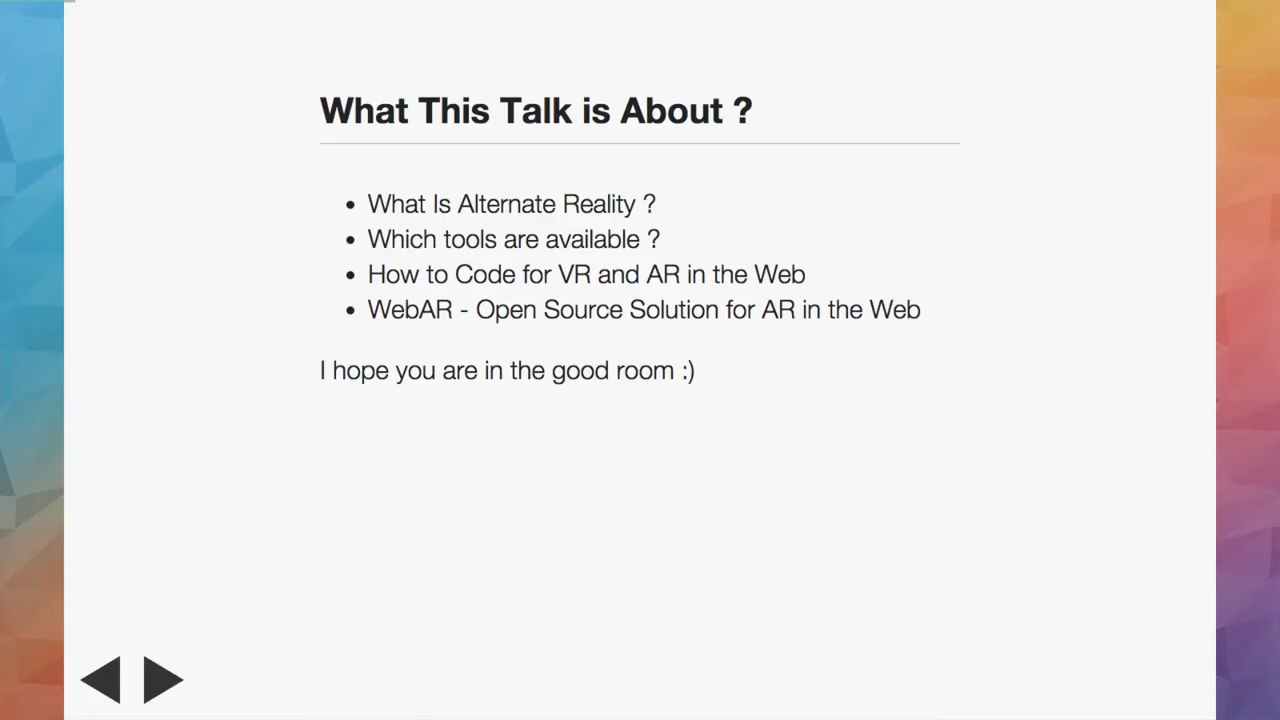 What This Talk is About ?
• What Is Alternate Reality ?
• Which tools are available ?
• How to Code for VR and AR in the Web
• WebAR - Open Source Solution for AR in the Web
I hope you are in the good room :)